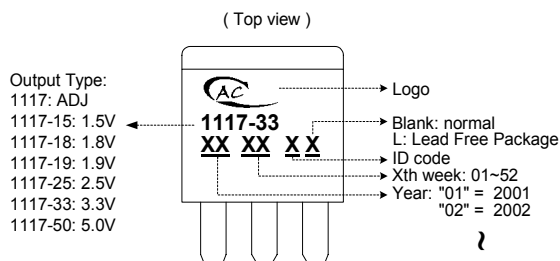 ( Top view )
Output Type:
1117: ADJ
1117-15: 1.5V
1117-18: 1.8V
1117-19: 1.9V
1117-25: 2.5V
1117-33: 3.3V
1117-50: 5.0V
AC
1117-33
XX XX X X
Logo
Blank: normal
L: Lead Free Package
ID code
Xth week: 01~52
Year: "01" = 2001
"02" = 2002
~